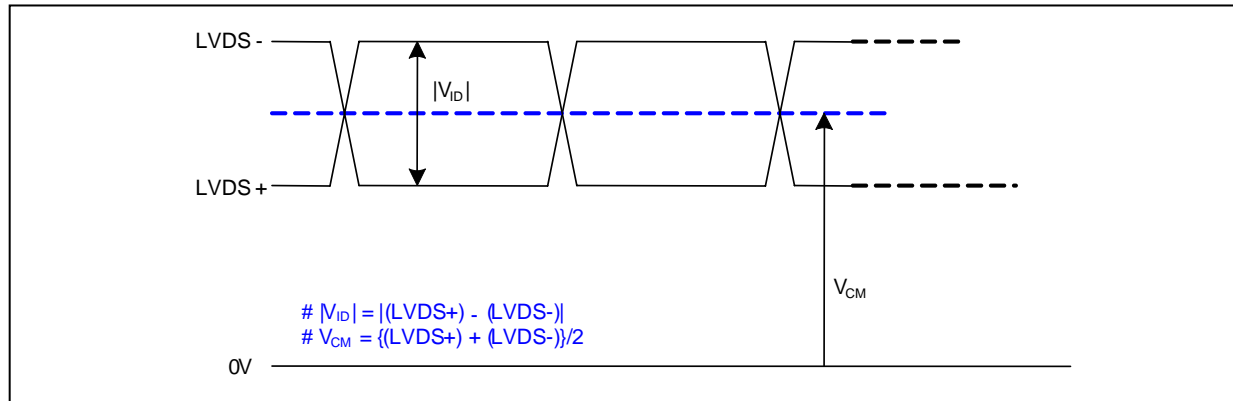 LVDS -
|V_ID|
LVDS +
V_CM
# |V_ID| = |(LVDS+) - (LVDS-)|
# V_CM = {(LVDS+) + (LVDS-)}/2
0V